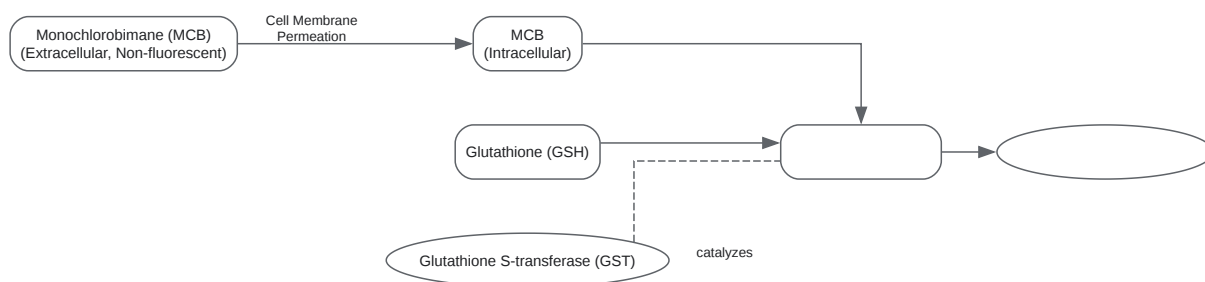 Cell Membrane
Permeation
Monochlorobimane (MCB)
(Extracellular, Non-fluorescent)
MCB
(Intracellular)
Glutathione (GSH)
Glutathione S-transferase (GST)
catalyzes